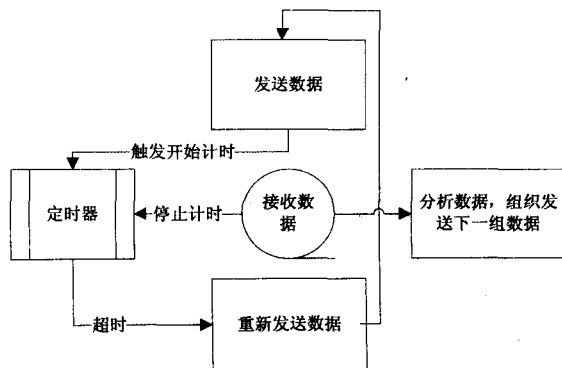 发送数据
触发开始计时
定时器
停止计时
接收数
据
分析数据，组织发
送下一组数据
超时
重新发送数据